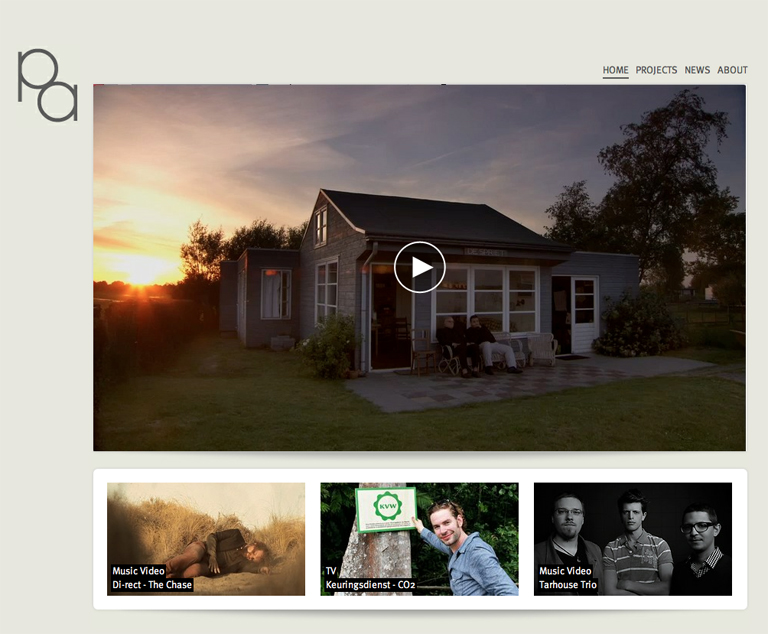 pa
HOME PROJECTS NEWS ABOUT
KVW
Music Video
Di-rect - The Chase
TV
Keuringsdienst - CO2
Music Video
Tarhouse Trio